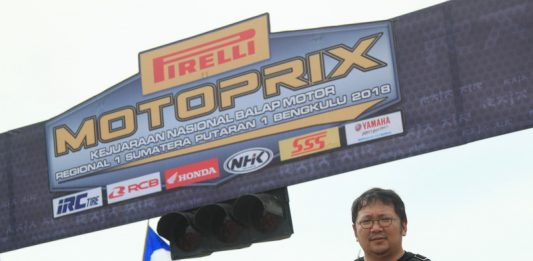 PIRELLI
MOTOPRIX
KEJUARAAN NASIONAL BALAP MOTOR
REGIONAL 1 SUMATERA PUTARAN 1 BENGKULU 2018
IRC TIRE
RCB
HONDA
NHK
SSS
YAMAHA